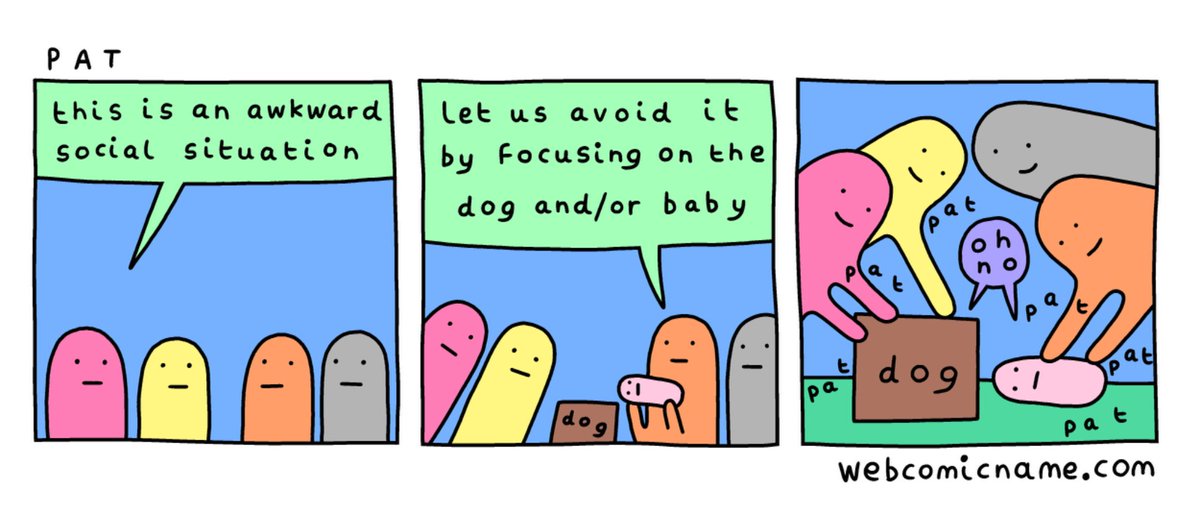 PAT
this is an awkward
social situation
let us avoid it
by focusing on the
dog and/or baby
dog
pat
pat
oh
no
pat
pat
dog
pat
pat
webcomicname.com